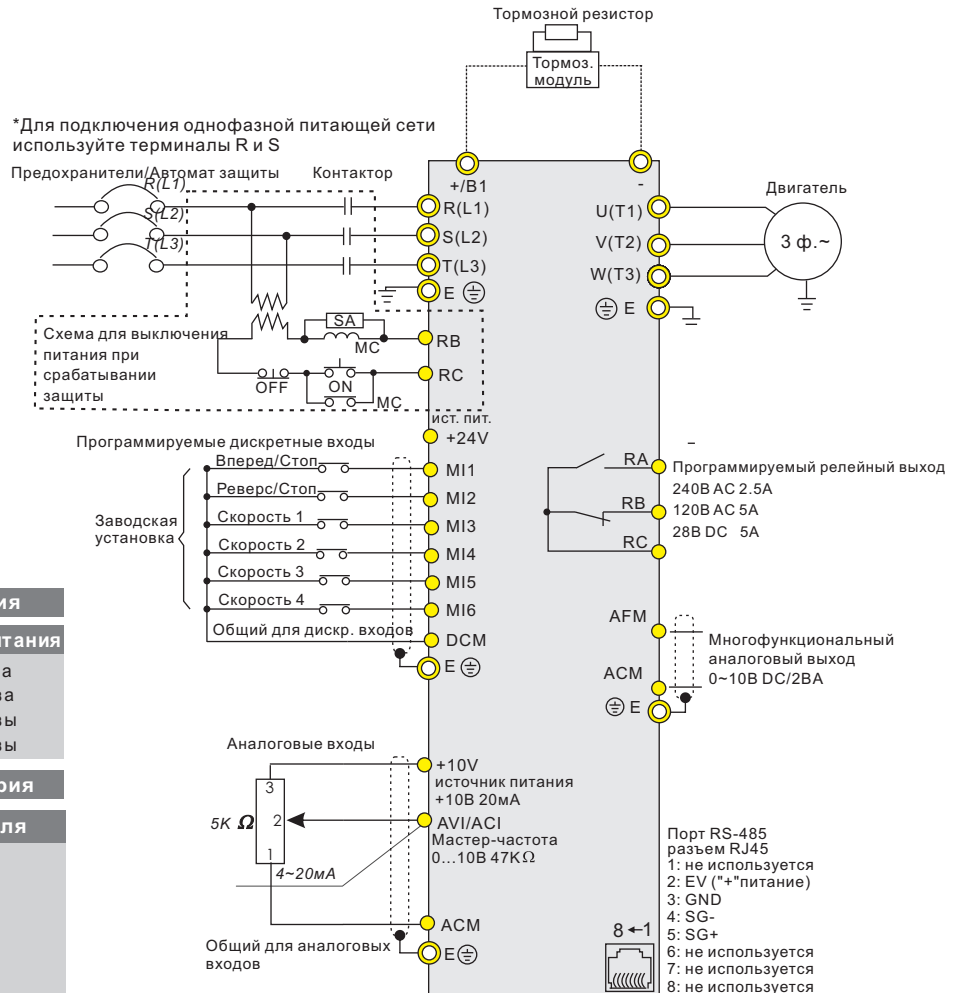 Тормозной резистор
Тормоз.
модуль
*Для подключения однофазной питающей сети
используйте терминалы R и S
Предохранители/Автомат защиты
Контактор
R(L1)
S(L2)
T(L3)
+/B1
-
R(L1)
S(L2)
T(L3)
E
U(T1)
V(T2)
W(T3)
E
Двигатель
3 ф.~
Схема для выключения
питания при
срабатывании
защиты
SA
MC
OFF
ON
MC
RB
RC
ист. пит.
+24V
Программируемые дискретные входы
Заводская
установка
Вперед/Стоп
MI1
Реверс/Стоп
MI2
Скорость 1
MI3
Скорость 2
MI4
Скорость 3
MI5
Скорость 4
MI6
Общий для дискр. входов
DCM
E
RA
RB
RC
Программируемый релейный выход
240В AC 2.5А
120В AC 5А
28В DC 5А
AFM
ACM
E
Многофункциональный
аналоговый выход
0~10В DC/2ВА
Аналоговые входы
+10V
источник питания
+10В 20мА
3
2
1
5K Ω
AVI/ACI
Мастер-частота
0...10В 47KΩ
4~20мА
ACM
E
Общий для аналоговых
входов
Порт RS-485
разъем RJ45
1: не используется
2: EV ("+"питание)
3: GND
4: SG-
5: SG+
6: не используется
7: не используется
8: не используется
8←1
ия
итания
а
ва
вы
вы
рия
ля